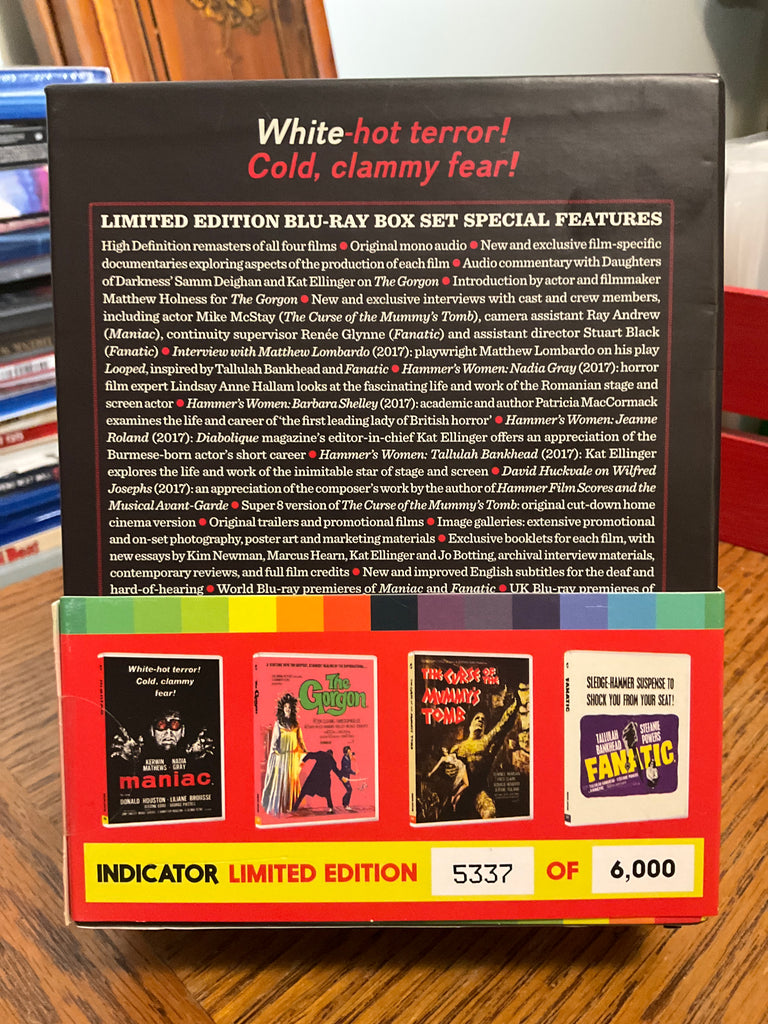 White-hot terror!
Cold, clammy fear!
LIMITED EDITION BLU-RAY BOX SET SPECIAL FEATURES
High Definition remasters of all four films ● Original mono audio ● New and exclusive film-specific
documentaries exploring aspects of the production of each film ● Audio commentary with Daughters
of Darkness' Samm Deighan and Kat Ellinger on The Gorgon ● Introduction by actor and filmmaker
Matthew Holness for The Gorgon ● New and exclusive interviews with cast and crew members,
including actor Mike McStay (The Curse of the Mummy's Tomb), camera assistant Ray Andrew
(Maniac), continuity supervisor Renée Glynne (Fanatic) and assistant director Stuart Black
(Fanatic) ● Interview with Matthew Lombardo (2017): playwright Matthew Lombardo on his play
Looped, inspired by Tallulah Bankhead and Fanatic ● Hammer's Women: Nadia Gray (2017): horror
film expert Lindsay Anne Hallam looks at the fascinating life and work of the Romanian stage and
screen actor ● Hammer's Women: Barbara Shelley (2017): academic and author Patricia MacCormack
examines the life and career of 'the first leading lady of British horror' ● Hammer's Women: Jeanne
Roland (2017): Diabolique magazine's editor-in-chief Kat Ellinger offers an appreciation of the
Burmese-born actor's short career ● Hammer's Women: Tallulah Bankhead (2017): Kat Ellinger
explores the life and work of the inimitable star of stage and screen ● David Huckvale on Wilfred
Josephs (2017): an appreciation of the composer's work by the author of Hammer Film Scores and the
Musical Avant-Garde ● Super 8 version of The Curse of the Mummy's Tomb: original cut-down home
cinema version ● Original trailers and promotional films ● Image galleries: extensive promotional
and on-set photography, poster art and marketing materials ● Exclusive booklets for each film, with
new essays by Kim Newman, Marcus Hearn, Kat Ellinger and Jo Botting, archival interview materials,
contemporary reviews, and full film credits ● New and improved English subtitles for the deaf and
hard-of-hearing ● World Blu-ray premieres of Maniac and Fanatic ● UK Blu-ray premieres of
White-hot terror!
Cold, clammy
fear!
KERWIN MATHEWS NADIA GRAY
maniac
DONALD HOUSTON · LILIANE BROUSSE
The
Gorgon
THE CURSE OF THE
MUMMY'S
TOMB
FANATIC
SLEDGE-HAMMER SUSPENSE TO
SHOCK YOU FROM YOUR SEAT!
TALLULAH BANKHEAD STEFANIE POWERS
FANATIC
INDICATOR LIMITED EDITION 5337 OF 6,000